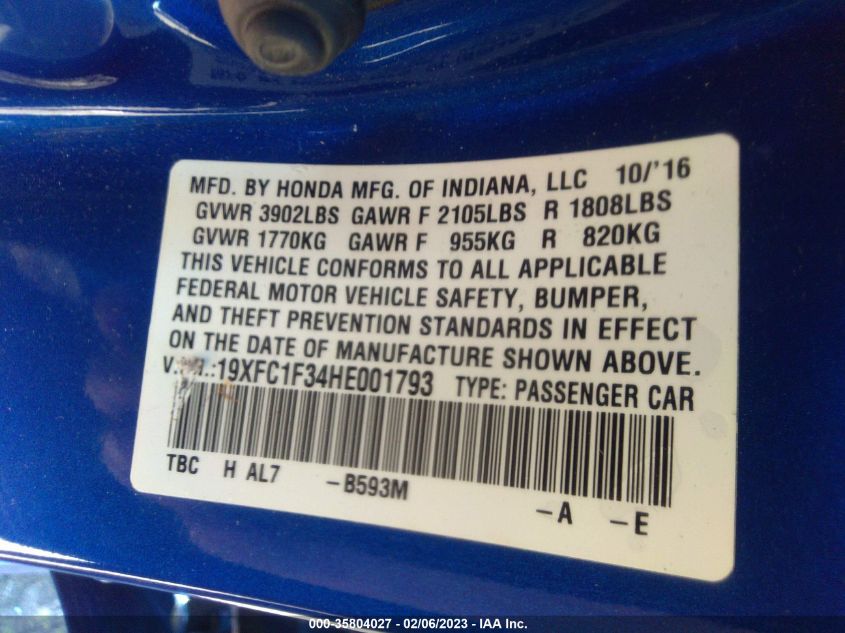 MFD. BY HONDA MFG. OF INDIANA, LLC 10/'16
GVWR 3902LBS GAWR F 2105LBS R 1808LBS
GVWR 1770KG GAWR F 955KG R 820KG
THIS VEHICLE CONFORMS TO ALL APPLICABLE
FEDERAL MOTOR VEHICLE SAFETY, BUMPER,
AND THEFT PREVENTION STANDARDS IN EFFECT
ON THE DATE OF MANUFACTURE SHOWN ABOVE.
V. .:19XFC1F34HE001793 TYPE: PASSENGER CAR
TBC H AL7 -B593M
-A -E
000-35804027 - 02/06/2023 - IAA Inc.